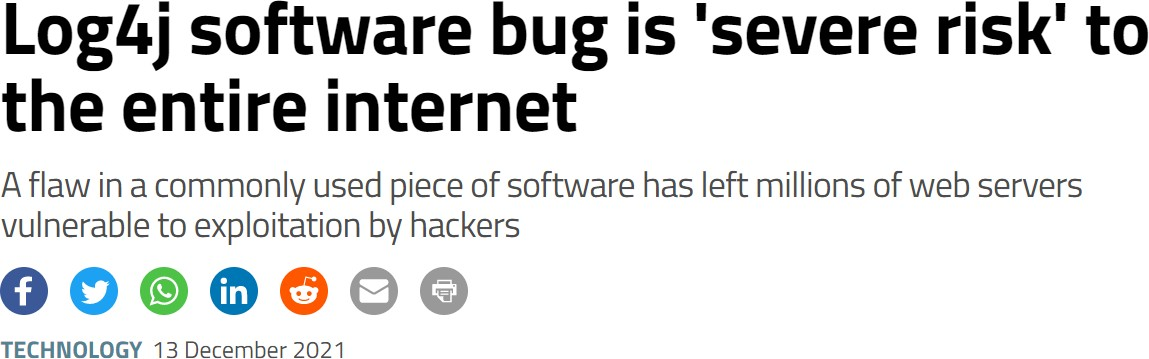 Log4j software bug is 'severe risk' to
the entire internet
A flaw in a commonly used piece of software has left millions of web servers
vulnerable to exploitation by hackers
TECHNOLOGY 13 December 2021